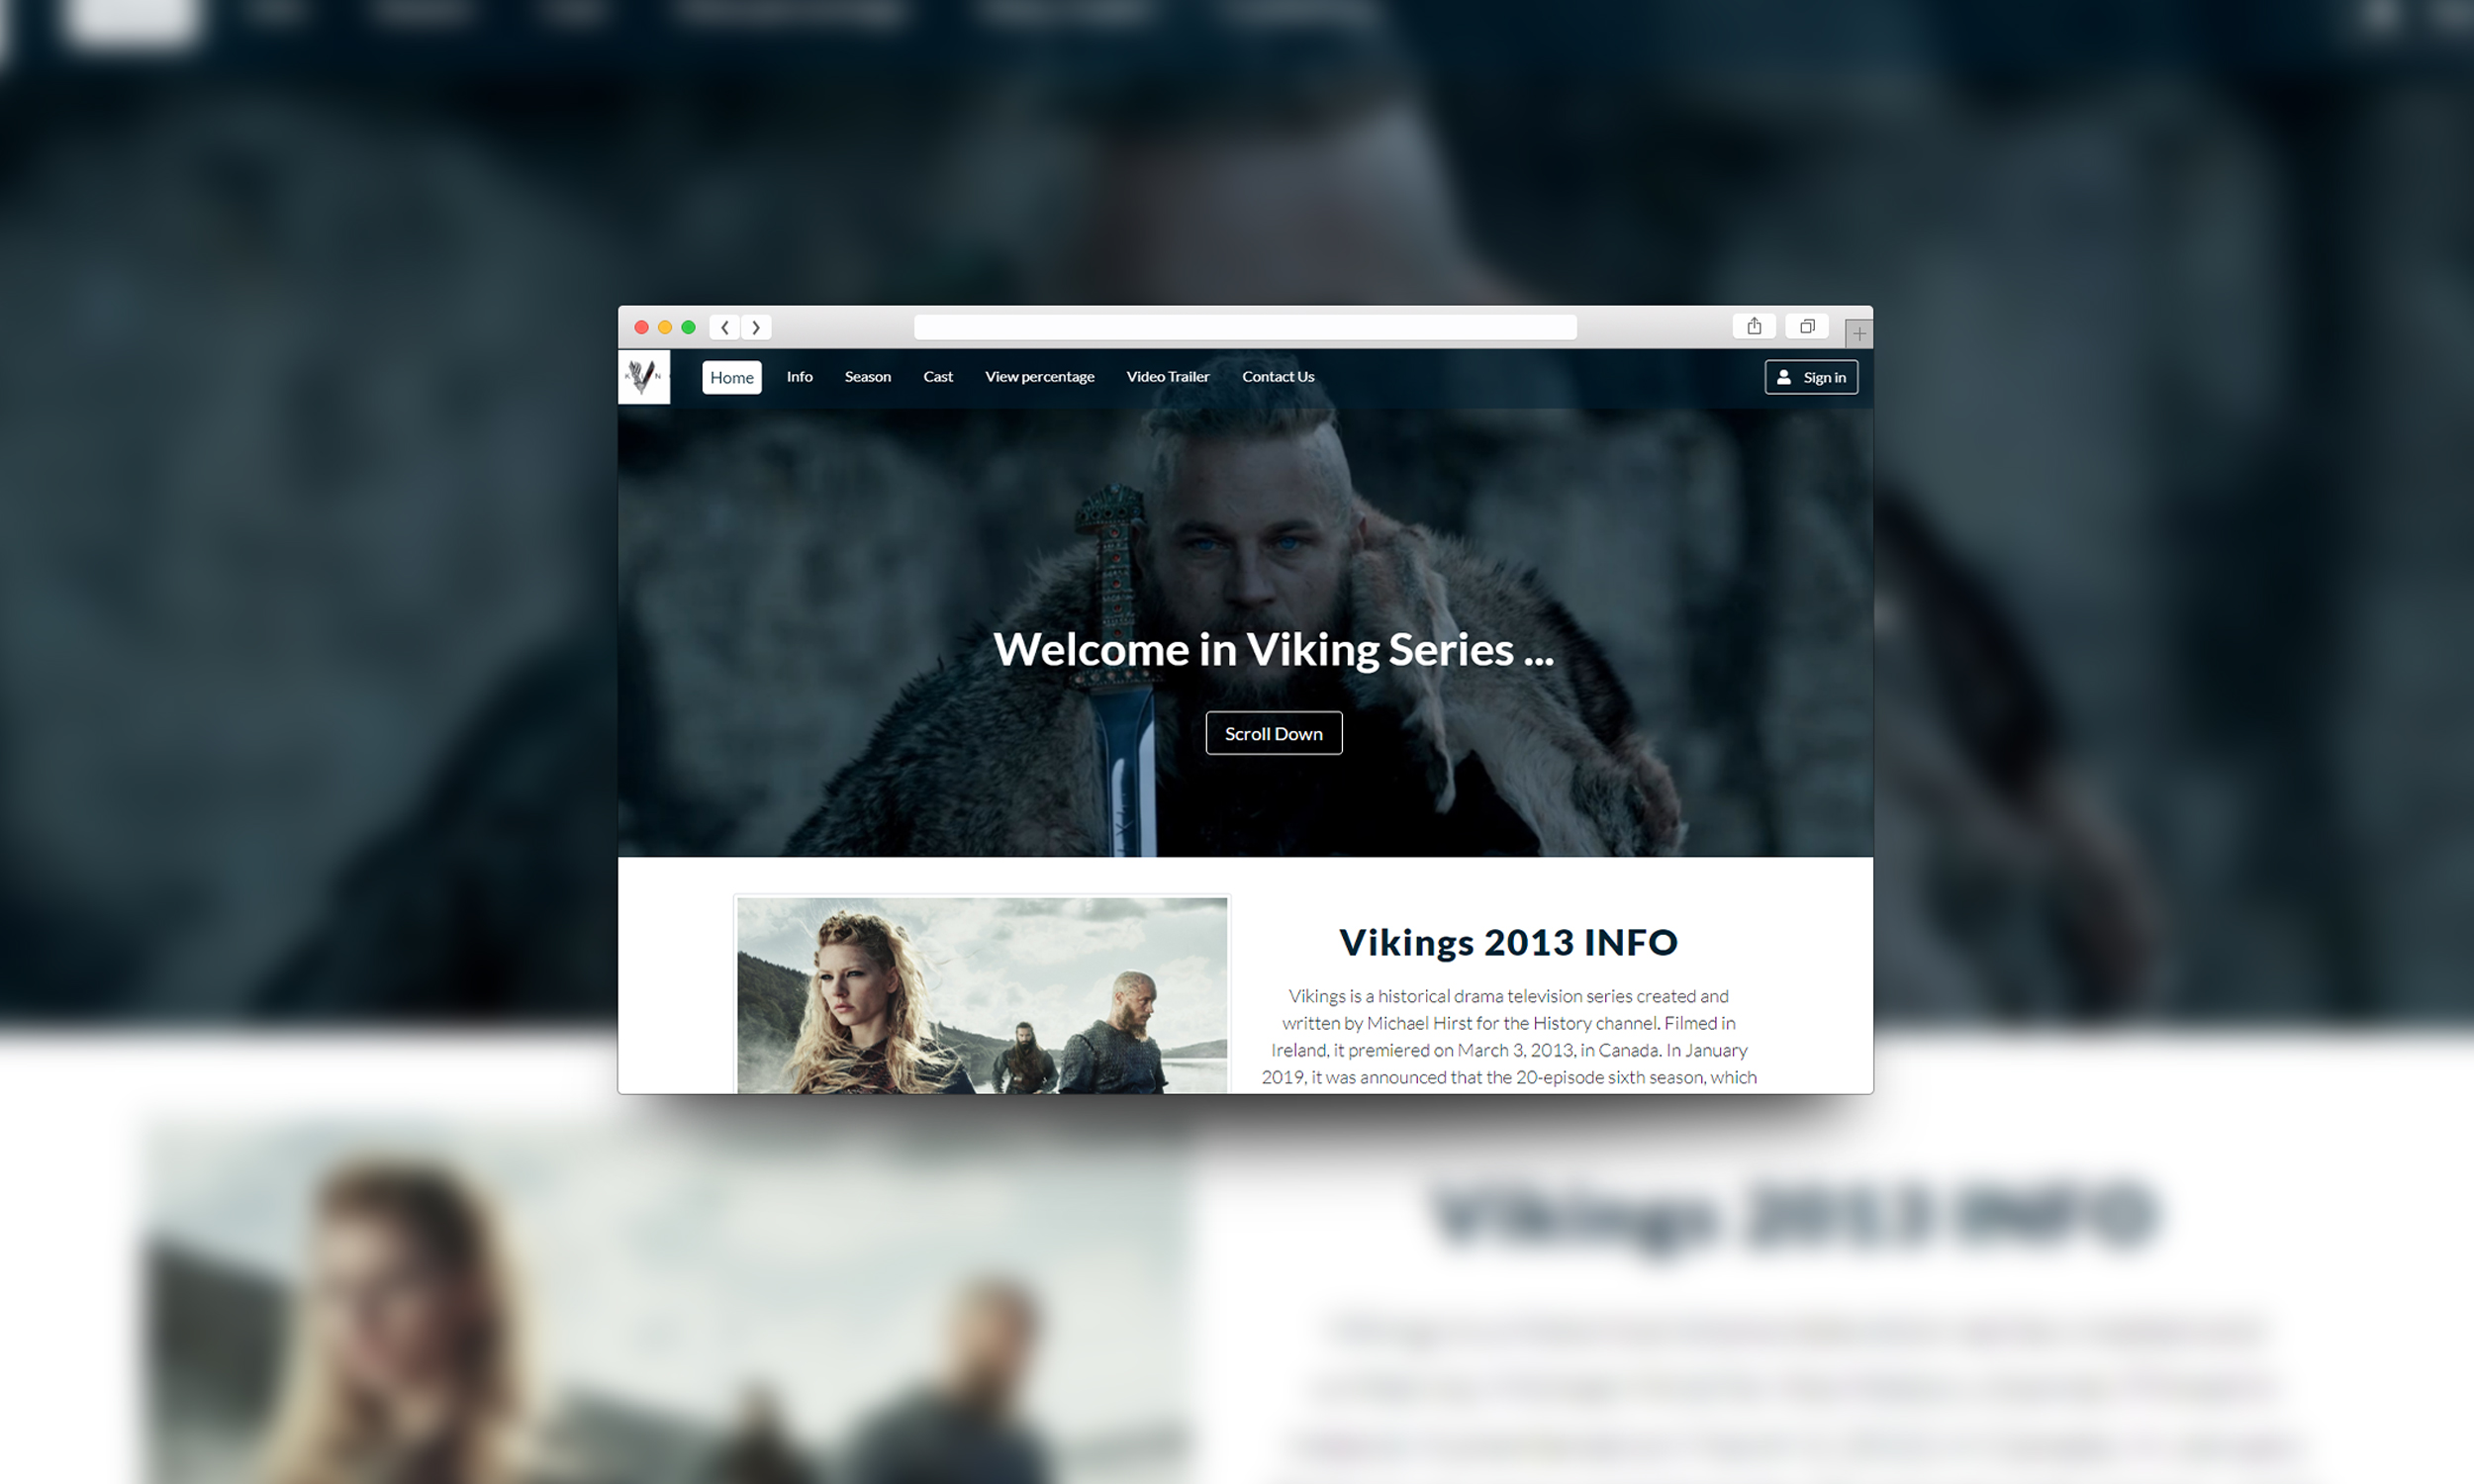 K V N
Home Info Season Cast View percentage Video Trailer Contact Us Sign in
Welcome in Viking Series ...
Scroll Down
Vikings 2013 INFO
Vikings is a historical drama television series created and
written by Michael Hirst for the History channel. Filmed in
Ireland, it premiered on March 3, 2013, in Canada. In January
2019, it was announced that the 20-episode sixth season, which
Vikings 2013 INFO